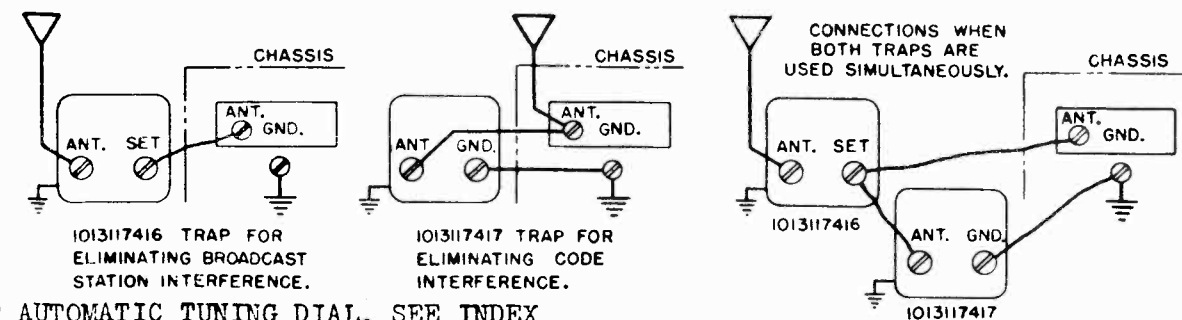 CHASSIS
ANT.
GND.
ANT. SET
1013117416 TRAP FOR
ELIMINATING BROADCAST
STATION INTERFERENCE.
CHASSIS
ANT.
GND.
ANT GND.
1013117417 TRAP FOR
ELIMINATING CODE
INTERFERENCE.
CONNECTIONS WHEN
BOTH TRAPS ARE
USED SIMULTANEOUSLY.
CHASSIS
ANT.
GND.
ANT. SET
1013117416
ANT. GND.
1013117417
AUTOMATIC TUNING DIAL, SEE INDEX